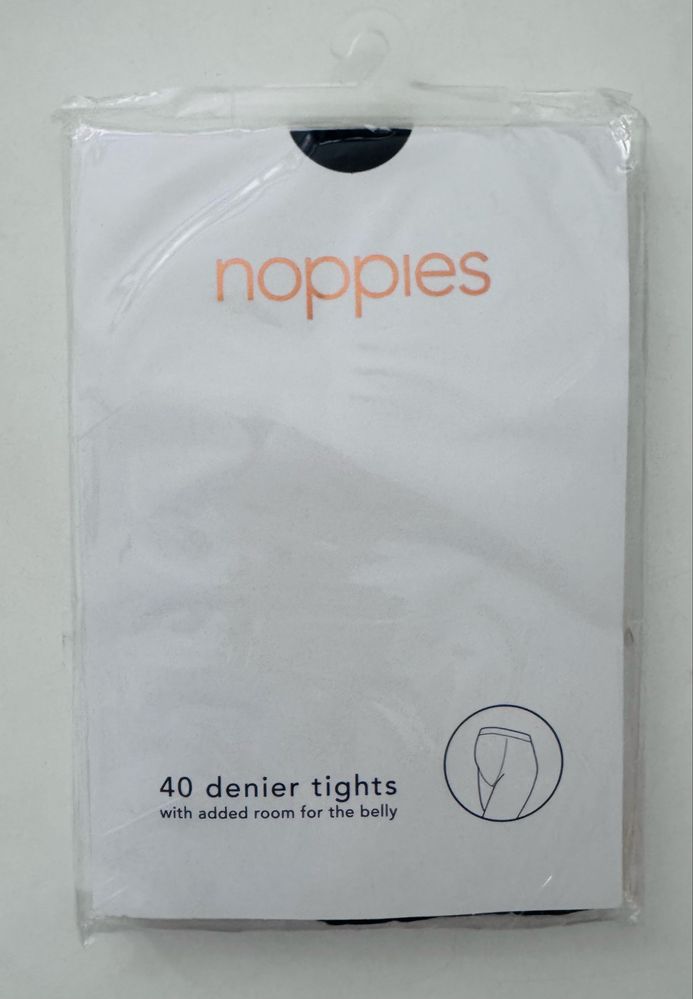 noppies
40 denier tights
with added room for the belly